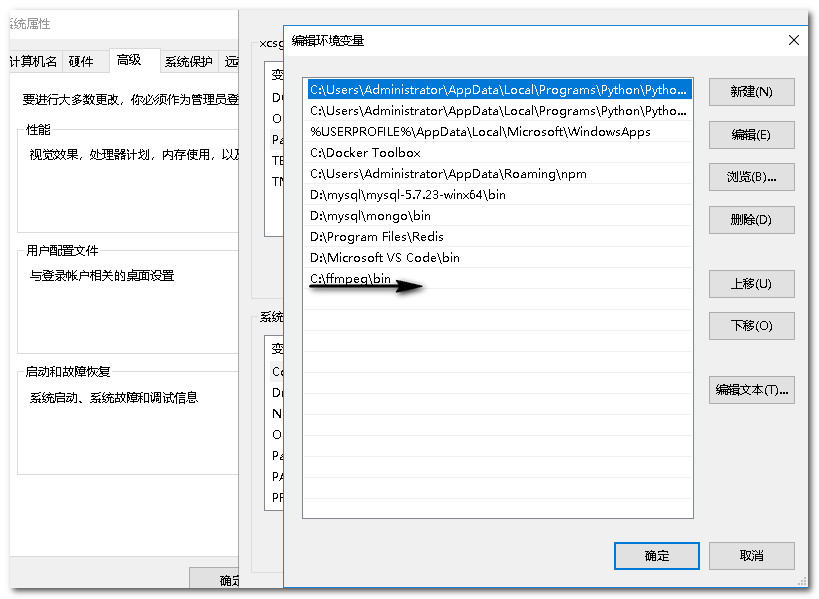 系统属性
计算机名 硬件 高级 系统保护 远
要进行大多数更改，你必须作为管理员登
性能
视觉效果，处理器计划，内存使用，以及
用户配置文件
与登录帐户相关的桌面设置
启动和故障恢复
系统启动、系统故障和调试信息
确定
xcsg
变
D
O
Pa
TE
TM
系统
变
Co
Dr
N
O
Pa
PA
PR
编辑环境变量
C:\Users\Administrator\AppData\Local\Programs\Python\Pytho...
C:\Users\Administrator\AppData\Local\Programs\Python\Pytho...
%USERPROFILE%\AppData\Local\Microsoft\WindowsApps
C:\Docker Toolbox
C:\Users\Administrator\AppData\Roaming\npm
D:\mysql\mysql-5.7.23-winx64\bin
D:\mysql\mongo\bin
D:\Program Files\Redis
D:\Microsoft VS Code\bin
C:\ffmpeg\bin
新建(N)
编辑(E)
浏览(B)...
删除(D)
上移(U)
下移(O)
编辑文本(T)...
确定
取消